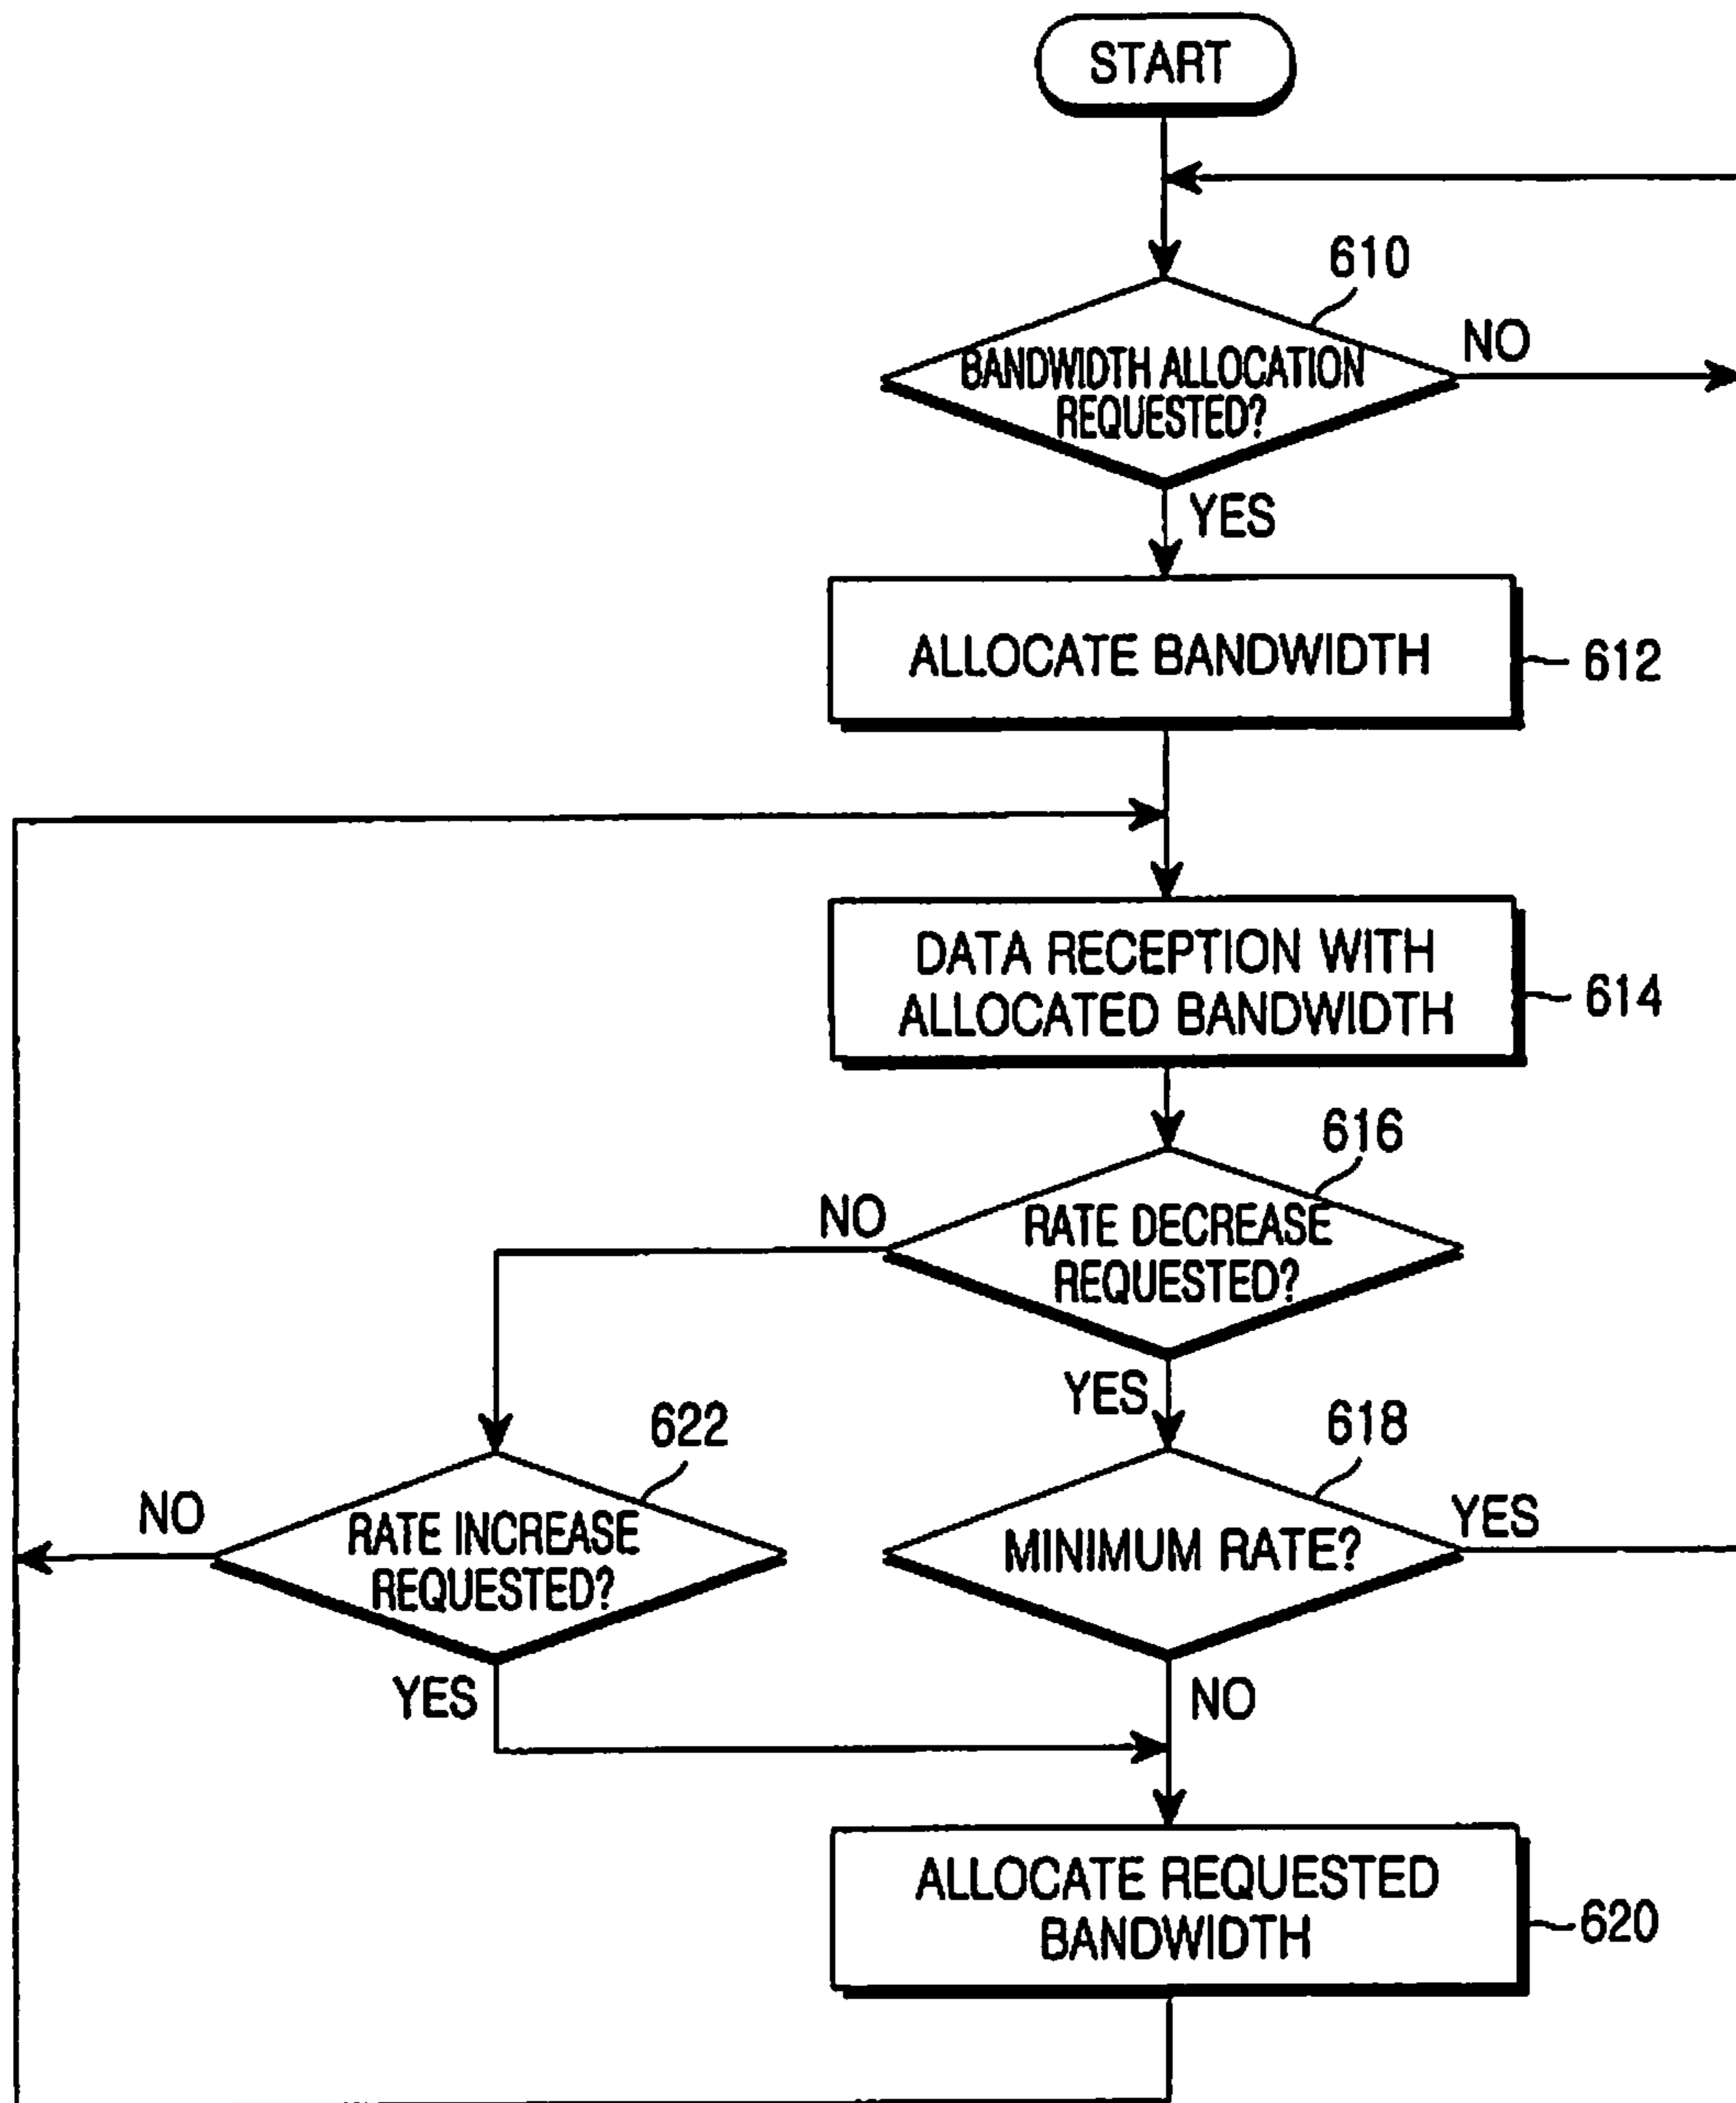 START
610
BANDWIDTH ALLOCATION
REQUESTED?
NO
YES
ALLOCATE BANDWIDTH
612
DATA RECEPTION WITH
ALLOCATED BANDWIDTH
614
616
NO
RATE DECREASE
REQUESTED?
YES
622
618
NO
RATE INCREASE
REQUESTED?
MINIMUM RATE?
YES
YES
NO
ALLOCATE REQUESTED
BANDWIDTH
620